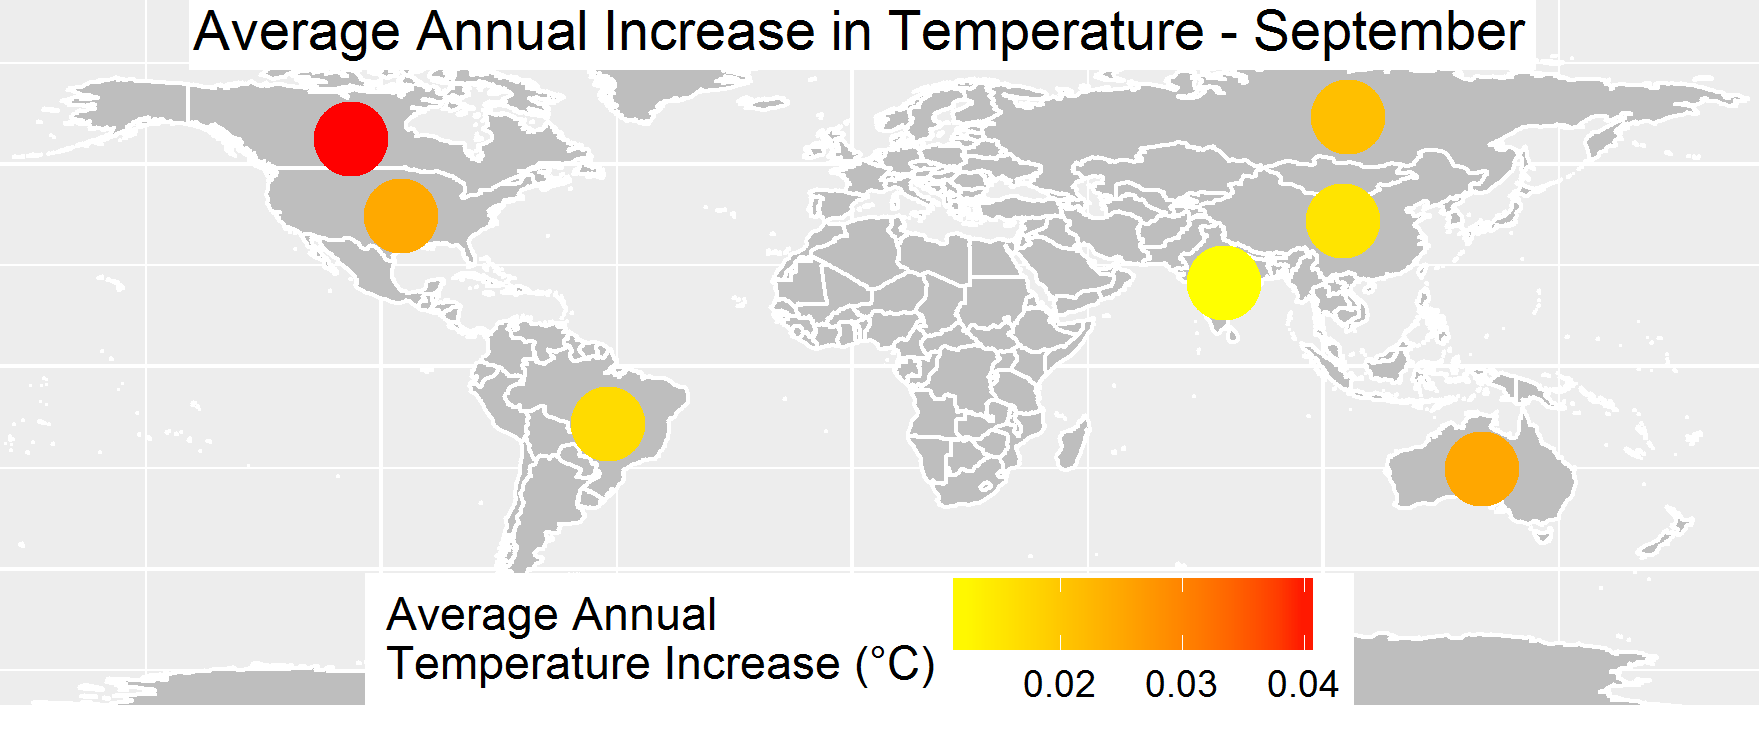 Average Annual Increase in Temperature - September
Average Annual
Temperature Increase (°C)
0.02 0.03 0.04